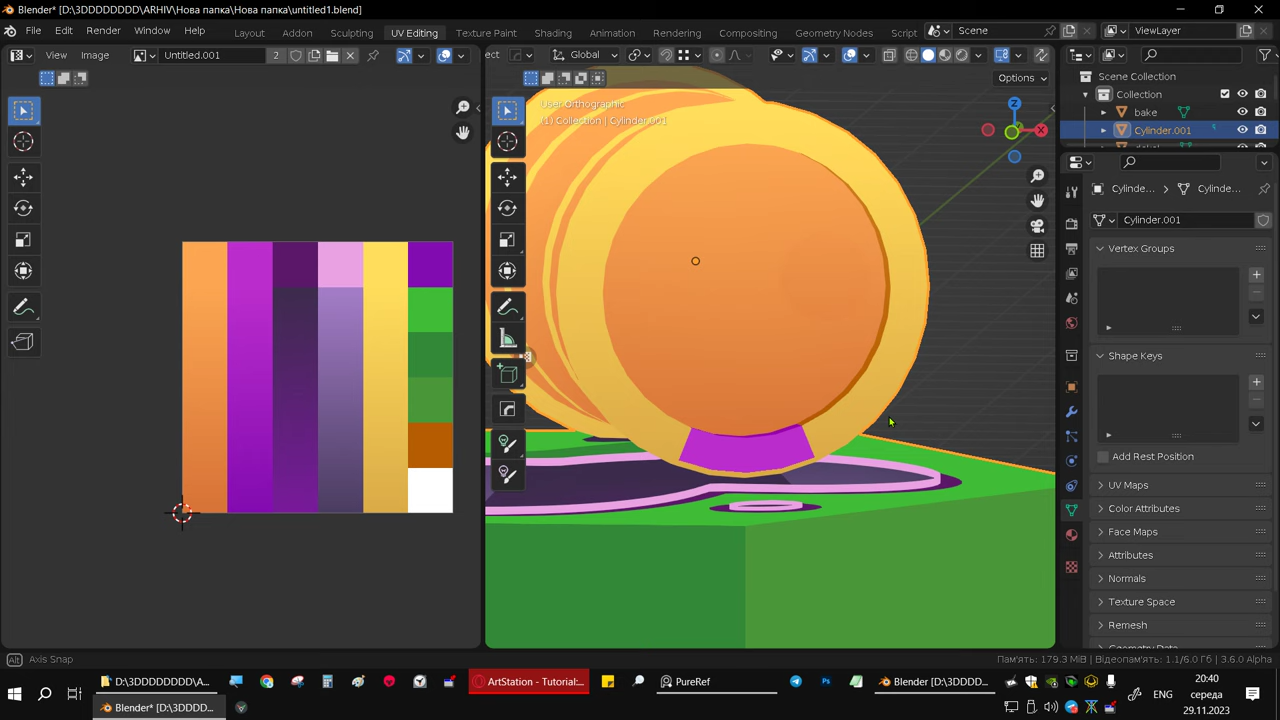 Blender* [D:\3DDDDDDDD\ARHIV\Нова папка\Нова папка\untitled1.blend]
File Edit Render Window Help Layout Addon Sculpting UV Editing Texture Paint Shading Animation Rendering Compositing Geometry Nodes Script Scene ViewLayer
View Image Untitled.001 2 ect Global
Options
User Orthographic
(1) Collection | Cylinder.001
Z
X
Scene Collection
Collection
bake
Cylinder.001
Cylinde... Cylinde...
Cylinder.001
Vertex Groups
Shape Keys
Add Rest Position
UV Maps
Color Attributes
Face Maps
Attributes
Normals
Texture Space
Remesh
Alt Axis Snap Пам'ять: 179.3 MiB | Відеопам'ять: 1.1/6.0 Гб | 3.6.0 Alpha
D:\3DDDDDDDD\A... ArtStation - Tutorial:... PureRef Ps Blender [D:\3DDDD...
Blender* [D:\3DDD...
ENG
20:40
середа
29.11.2023